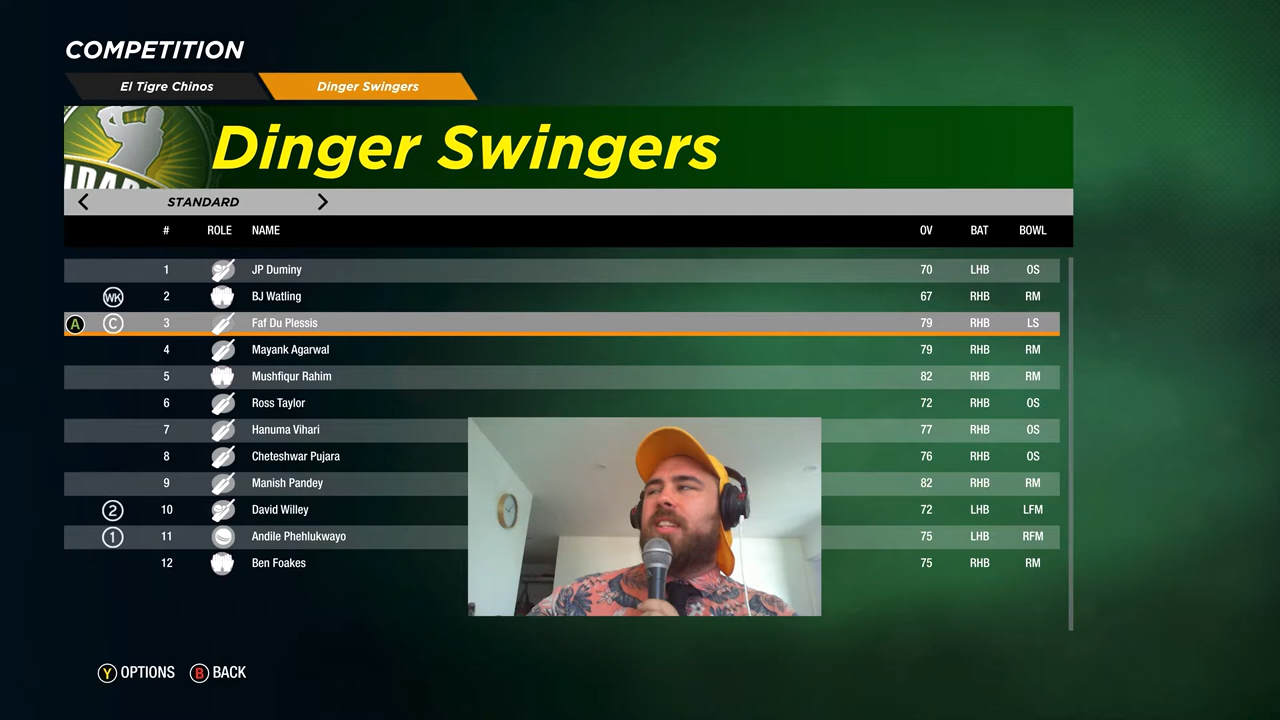 COMPETITION
El Tigre Chinos Dinger Swingers
Dinger Swingers
STANDARD
# ROLE NAME OV BAT BOWL
1 JP Duminy 70 LHB OS
WK 2 BJ Watling 67 RHB RM
A C 3 Faf Du Plessis 79 RHB LS
4 Mayank Agarwal 79 RHB RM
5 Mushfiqur Rahim 82 RHB RM
6 Ross Taylor 72 RHB OS
7 Hanuma Vihari 77 RHB OS
8 Cheteshwar Pujara 76 RHB OS
9 Manish Pandey 82 RHB RM
2 10 David Willey 72 LHB LFM
1 11 Andile Phehlukwayo 75 LHB RFM
12 Ben Foakes 75 RHB RM
Y OPTIONS B BACK